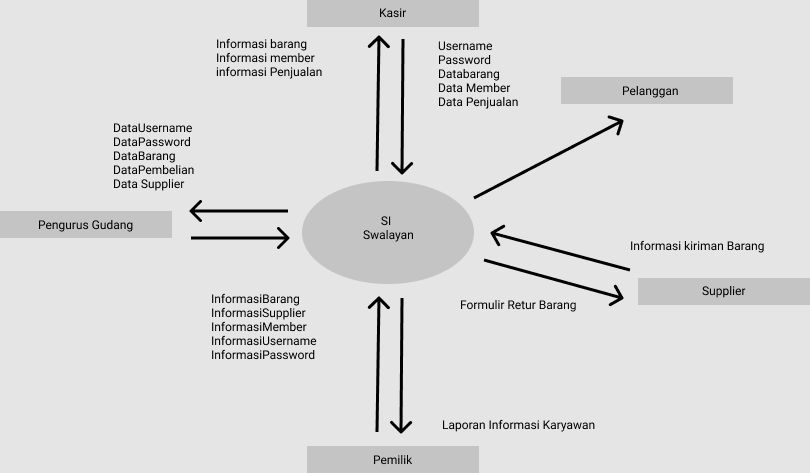 Kasir
Informasi barang
Informasi member
informasi Penjualan
Username
Password
Databarang
Data Member
Data Penjualan
Pelanggan
DataUsername
DataPassword
DataBarang
DataPembelian
Data Supplier
Pengurus Gudang
SI
Swalayan
Informasi kiriman Barang
Supplier
Formulir Retur Barang
InformasiBarang
InformasiSupplier
InformasiMember
InformasiUsername
InformasiPassword
Laporan Informasi Karyawan
Pemilik